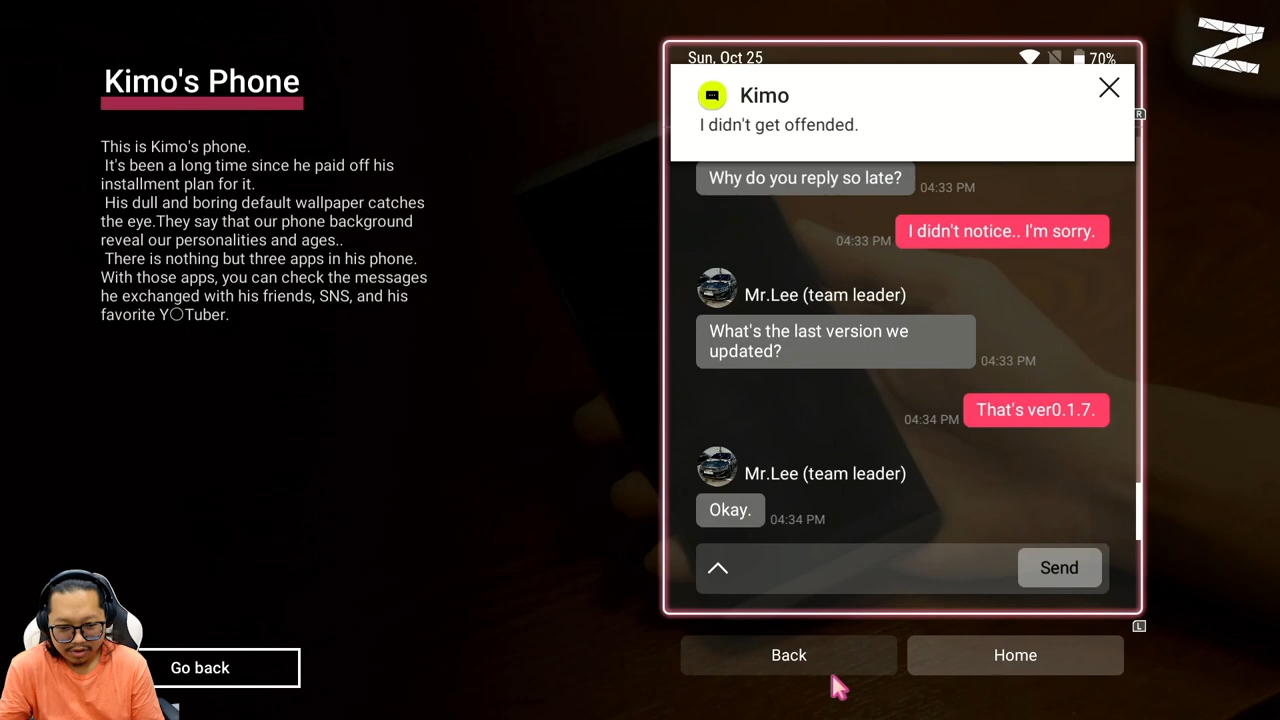 Kimo's Phone
This is Kimo's phone.
It's been a long time since he paid off his
installment plan for it.
His dull and boring default wallpaper catches
the eye.They say that our phone background
reveal our personalities and ages..
There is nothing but three apps in his phone.
With those apps, you can check the messages
he exchanged with his friends, SNS, and his
favorite Y○Tuber.
Go back
Sun, Oct 25
70%
Kimo
I didn't get offended.
R
Why do you reply so late?
04:33 PM
04:33 PM
I didn't notice.. I'm sorry.
Mr.Lee (team leader)
What's the last version we
updated?
04:33 PM
04:34 PM
That's ver0.1.7.
Mr.Lee (team leader)
Okay.
04:34 PM
Send
L
Back
Home
Z